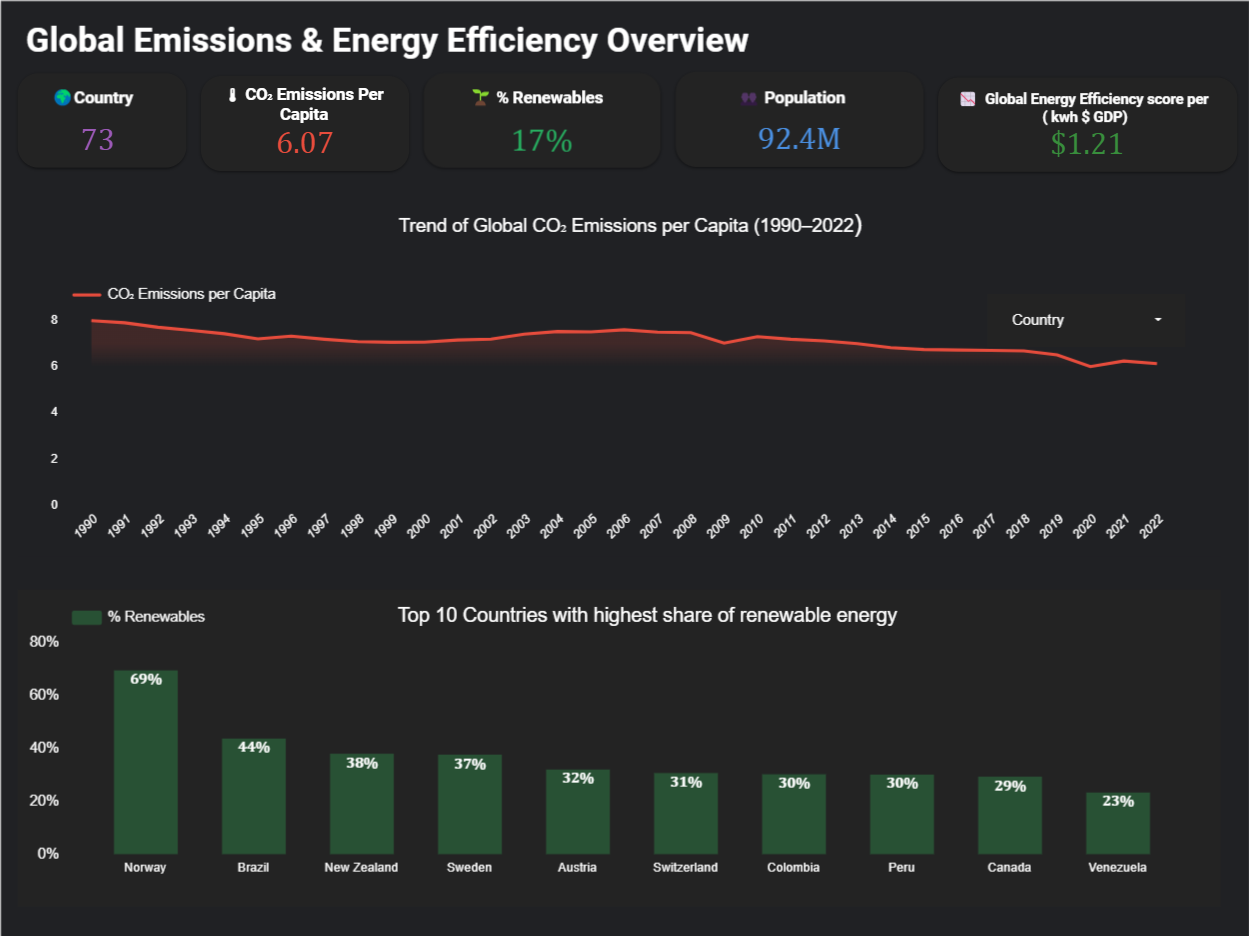 Global Emissions & Energy Efficiency Overview
Country
73
CO₂ Emissions Per
Capita
6.07
% Renewables
17%
Population
92.4M
Global Energy Efficiency score per
( kwh $ GDP)
$1.21
Trend of Global CO₂ Emissions per Capita (1990–2022)
CO₂ Emissions per Capita
Country
8
6
4
2
0
1990 1991 1992 1993 1994 1995 1996 1997 1998 1999 2000 2001 2002 2003 2004 2005 2006 2007 2008 2009 2010 2011 2012 2013 2014 2015 2016 2017 2018 2019 2020 2021 2022
% Renewables
Top 10 Countries with highest share of renewable energy
80%
60%
40%
20%
0%
69% 44% 38% 37% 32% 31% 30% 30% 29% 23%
Norway Brazil New Zealand Sweden Austria Switzerland Colombia Peru Canada Venezuela